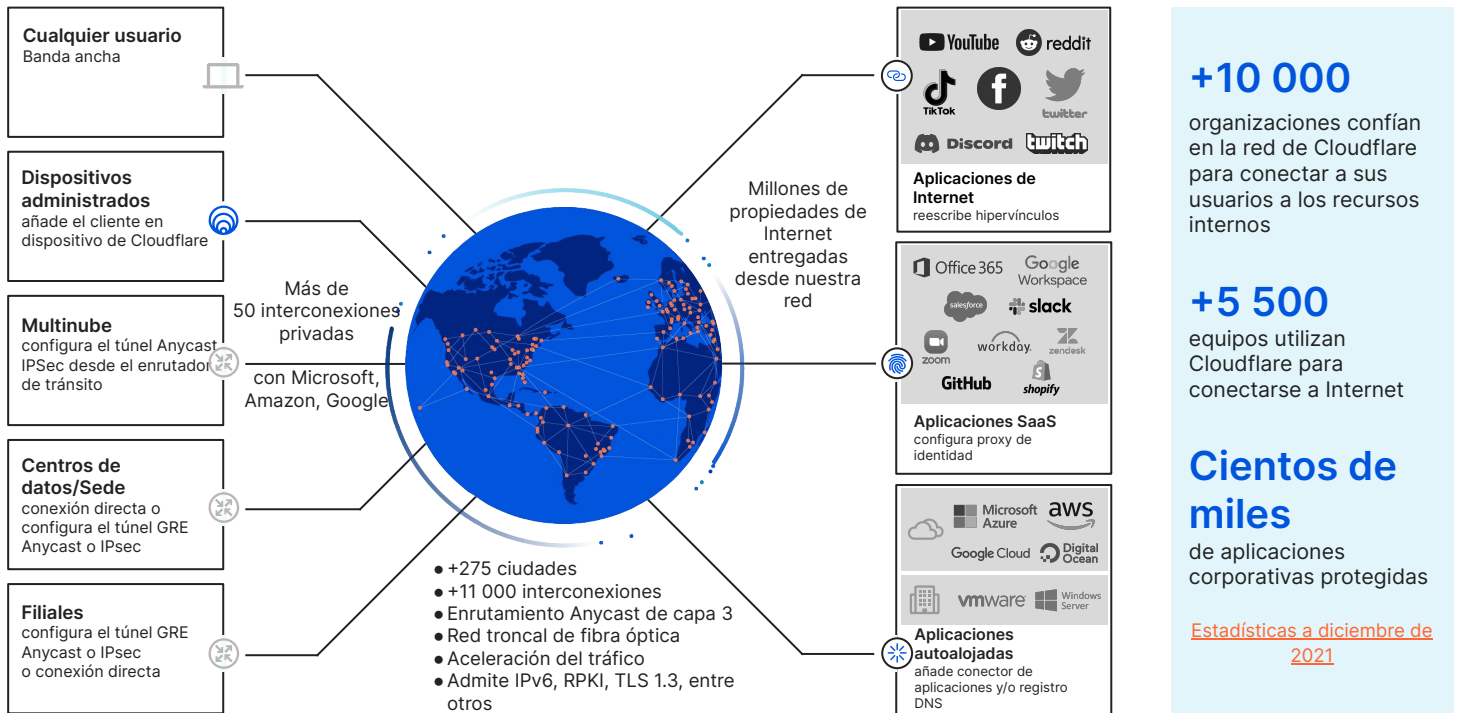 Cualquier usuario
Banda ancha
Dispositivos
administrados
añade el cliente en
dispositivo de Cloudflare
Multinube
configura el túnel Anycast
IPSec desde el enrutador
de tránsito
Centros de
datos/Sede
conexión directa o
configura el túnel GRE
Anycast o IPsec
Filiales
configura el túnel GRE
Anycast o IPsec
o conexión directa
Más de
50 interconexiones
privadas
con Microsoft,
Amazon, Google
● +275 ciudades
● +11 000 interconexiones
● Enrutamiento Anycast de capa 3
● Red troncal de fibra óptica
● Aceleración del tráfico
● Admite IPv6, RPKI, TLS 1.3, entre
otros
Millones de
propiedades de
Internet
entregadas
desde nuestra
red
YouTube reddit
TikTok twitter
Discord twitch
Aplicaciones de
Internet
reescribe hipervínculos
Office 365 Google
Workspace
salesforce slack
zoom workday. zendesk
GitHub shopify
Aplicaciones SaaS
configura proxy de
identidad
Microsoft
Azure aws
Google Cloud Digital
Ocean
vmware Windows
Server
Aplicaciones
autoalojadas
añade conector de
aplicaciones y/o registro
DNS
+10 000
organizaciones confían
en la red de Cloudflare
para conectar a sus
usuarios a los recursos
internos
+5 500
equipos utilizan
Cloudflare para
conectarse a Internet
Cientos de
miles
de aplicaciones
corporativas protegidas
Estadísticas a diciembre de
2021